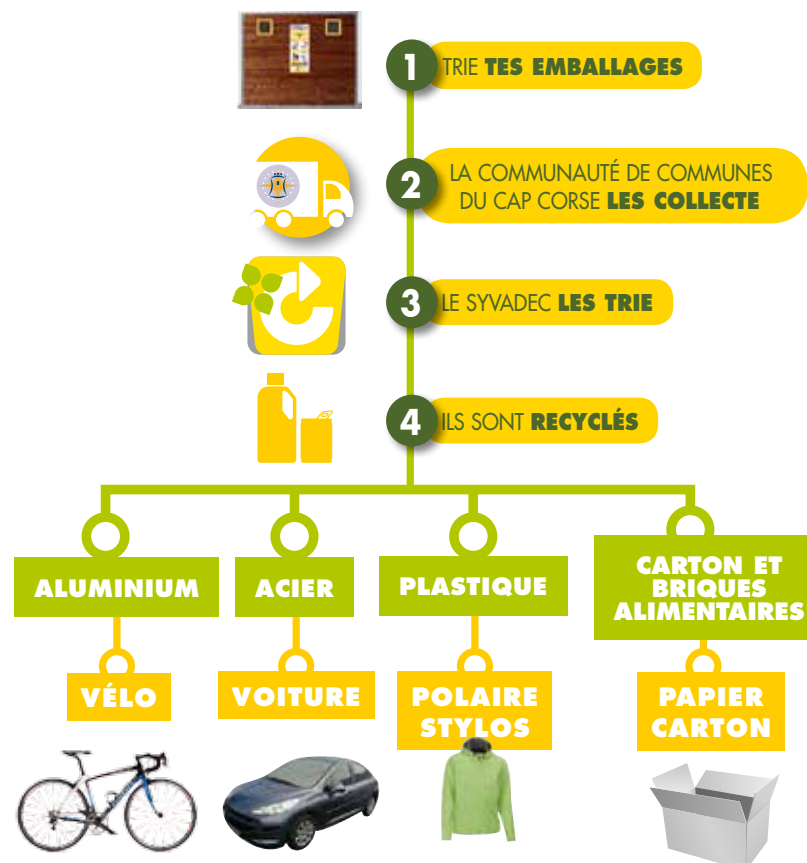 1 TRIE TES EMBALLAGES
2 LA COMMUNAUTÉ DE COMMUNES
DU CAP CORSE LES COLLECTE
3 LE SYVADEC LES TRIE
4 ILS SONT RECYCLÉS
ALUMINIUM
ACIER
PLASTIQUE
CARTON ET
BRIQUES
ALIMENTAIRES
VÉLO
VOITURE
POLAIRE
STYLOS
PAPIER
CARTON